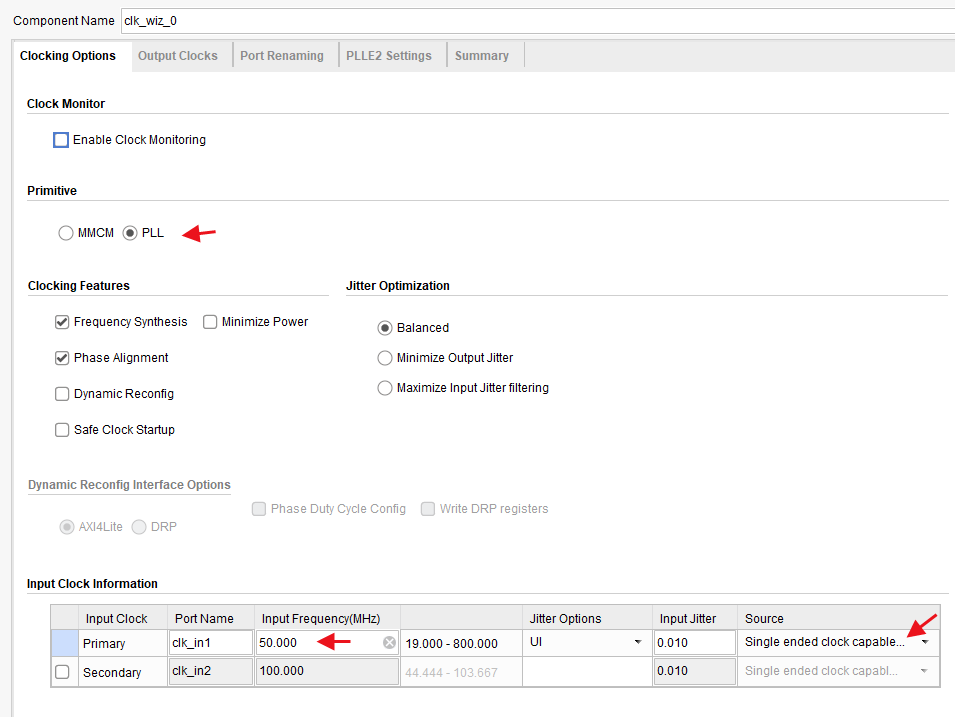 Component Name clk_wiz_0
Clocking Options Output Clocks Port Renaming PLLE2 Settings Summary
Clock Monitor
Enable Clock Monitoring
Primitive
MMCM PLL
Clocking Features Jitter Optimization
Frequency Synthesis Minimize Power Balanced
Phase Alignment Minimize Output Jitter
Dynamic Reconfig Maximize Input Jitter filtering
Safe Clock Startup
Dynamic Reconfig Interface Options
Phase Duty Cycle Config Write DRP registers
AXI4Lite DRP
Input Clock Information
Input Clock Port Name Input Frequency(MHz) Jitter Options Input Jitter Source
Primary clk_in1 50.000 19.000 - 800.000 UI 0.010 Single ended clock capable...
Secondary clk_in2 100.000 44.444 - 103.667 0.010 Single ended clock capabl...